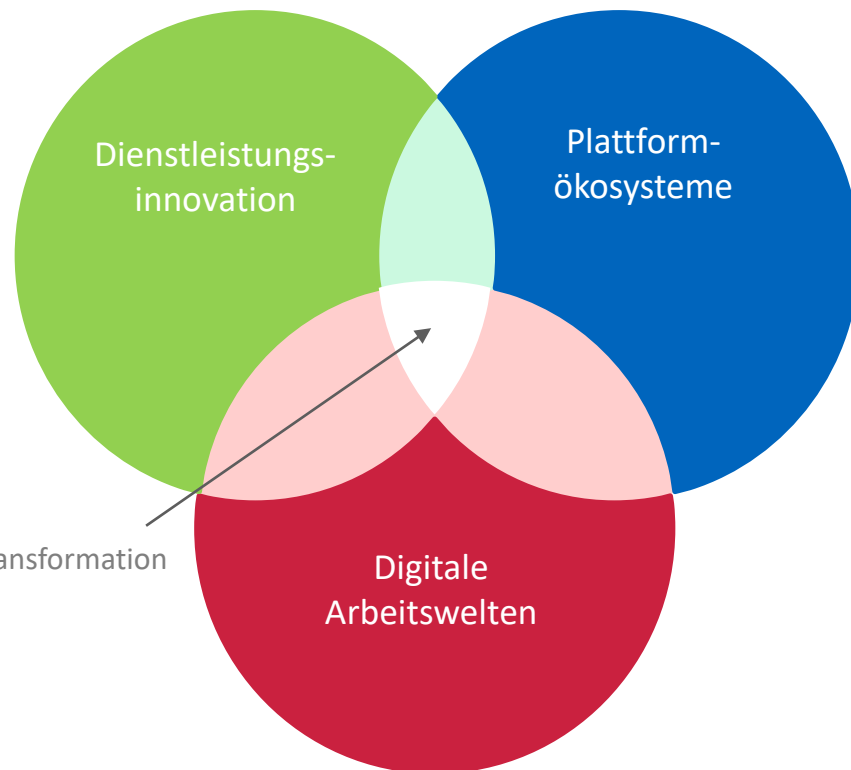 Dienstleistungs-
innovation
Plattform-
ökosysteme
ansformation
Digitale
Arbeitswelten